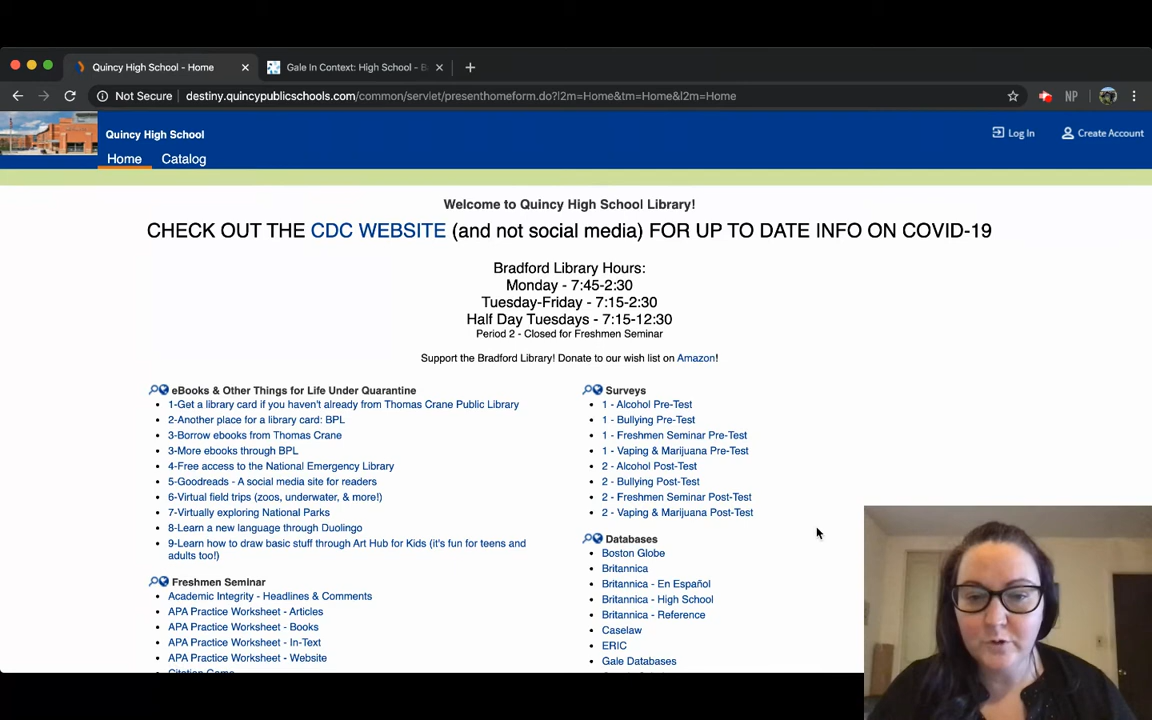 Quincy High School - Home
Gale In Context: High School - B
Not Secure
destiny.quincypublicschools.com/common/servlet/presenthomeform.do?l2m=Home&tm=Home&l2m=Home
NP
Quincy High School
Log In
Create Account
Home
Catalog
Welcome to Quincy High School Library!
CHECK OUT THE CDC WEBSITE (and not social media) FOR UP TO DATE INFO ON COVID-19
Bradford Library Hours:
Monday - 7:45-2:30
Tuesday-Friday - 7:15-2:30
Half Day Tuesdays - 7:15-12:30
Period 2 - Closed for Freshmen Seminar
Support the Bradford Library! Donate to our wish list on Amazon!
eBooks & Other Things for Life Under Quarantine
1-Get a library card if you haven't already from Thomas Crane Public Library
2-Another place for a library card: BPL
3-Borrow ebooks from Thomas Crane
3-More ebooks through BPL
4-Free access to the National Emergency Library
5-Goodreads - A social media site for readers
6-Virtual field trips (zoos, underwater, & more!)
7-Virtually exploring National Parks
8-Learn a new language through Duolingo
9-Learn how to draw basic stuff through Art Hub for Kids (it's fun for teens and
adults too!)
Freshmen Seminar
Academic Integrity - Headlines & Comments
APA Practice Worksheet - Articles
APA Practice Worksheet - Books
APA Practice Worksheet - In-Text
APA Practice Worksheet - Website
Citation Game
Surveys
1 - Alcohol Pre-Test
1 - Bullying Pre-Test
1 - Freshmen Seminar Pre-Test
1 - Vaping & Marijuana Pre-Test
2 - Alcohol Post-Test
2 - Bullying Post-Test
2 - Freshmen Seminar Post-Test
2 - Vaping & Marijuana Post-Test
Databases
Boston Globe
Britannica
Britannica - En Español
Britannica - High School
Britannica - Reference
Caselaw
ERIC
Gale Databases